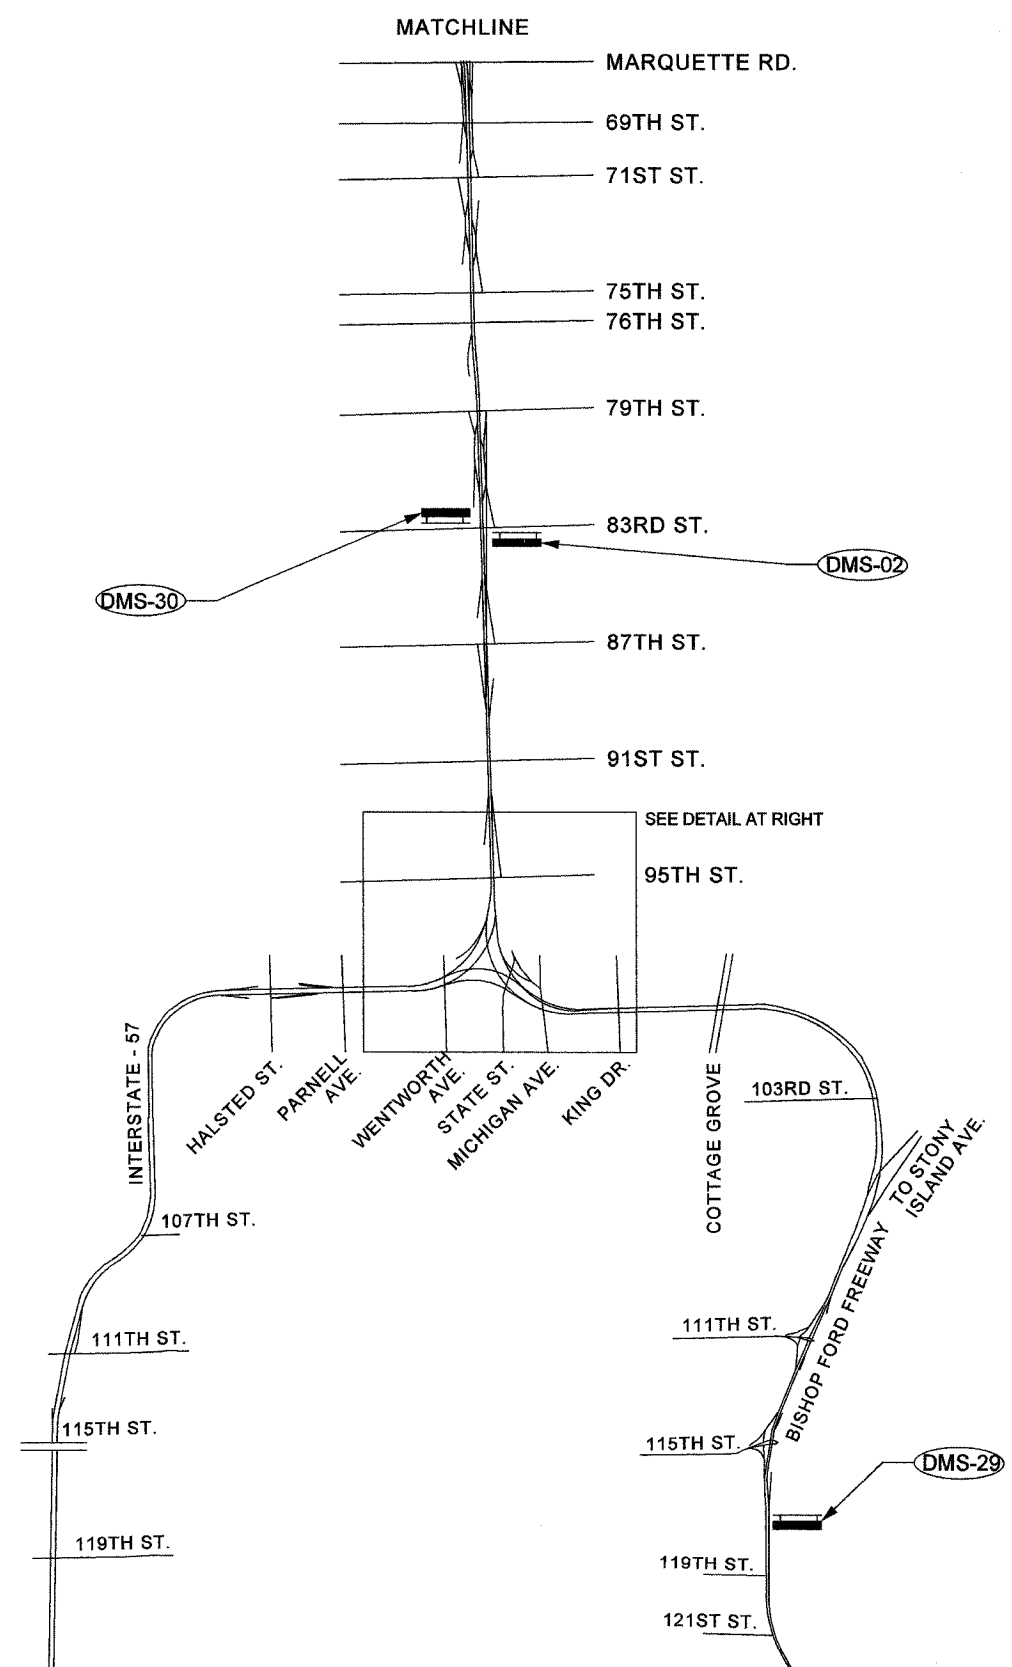 MATCHLINE
MARQUETTE RD.
69TH ST.
71ST ST.
75TH ST.
76TH ST.
79TH ST.
83RD ST.
DMS-02
DMS-30
87TH ST.
91ST ST.
SEE DETAIL AT RIGHT
95TH ST.
INTERSTATE - 57
HALSTED ST.
PARNELL
AVE.
WENTWORTH
AVE.
STATE ST.
MICHIGAN AVE.
KING DR.
COTTAGE GROVE
103RD ST.
TO STONY
ISLAND AVE.
107TH ST.
BISHOP FORD FREEWAY
111TH ST.
111TH ST.
115TH ST.
115TH ST.
DMS-29
119TH ST.
119TH ST.
121ST ST.